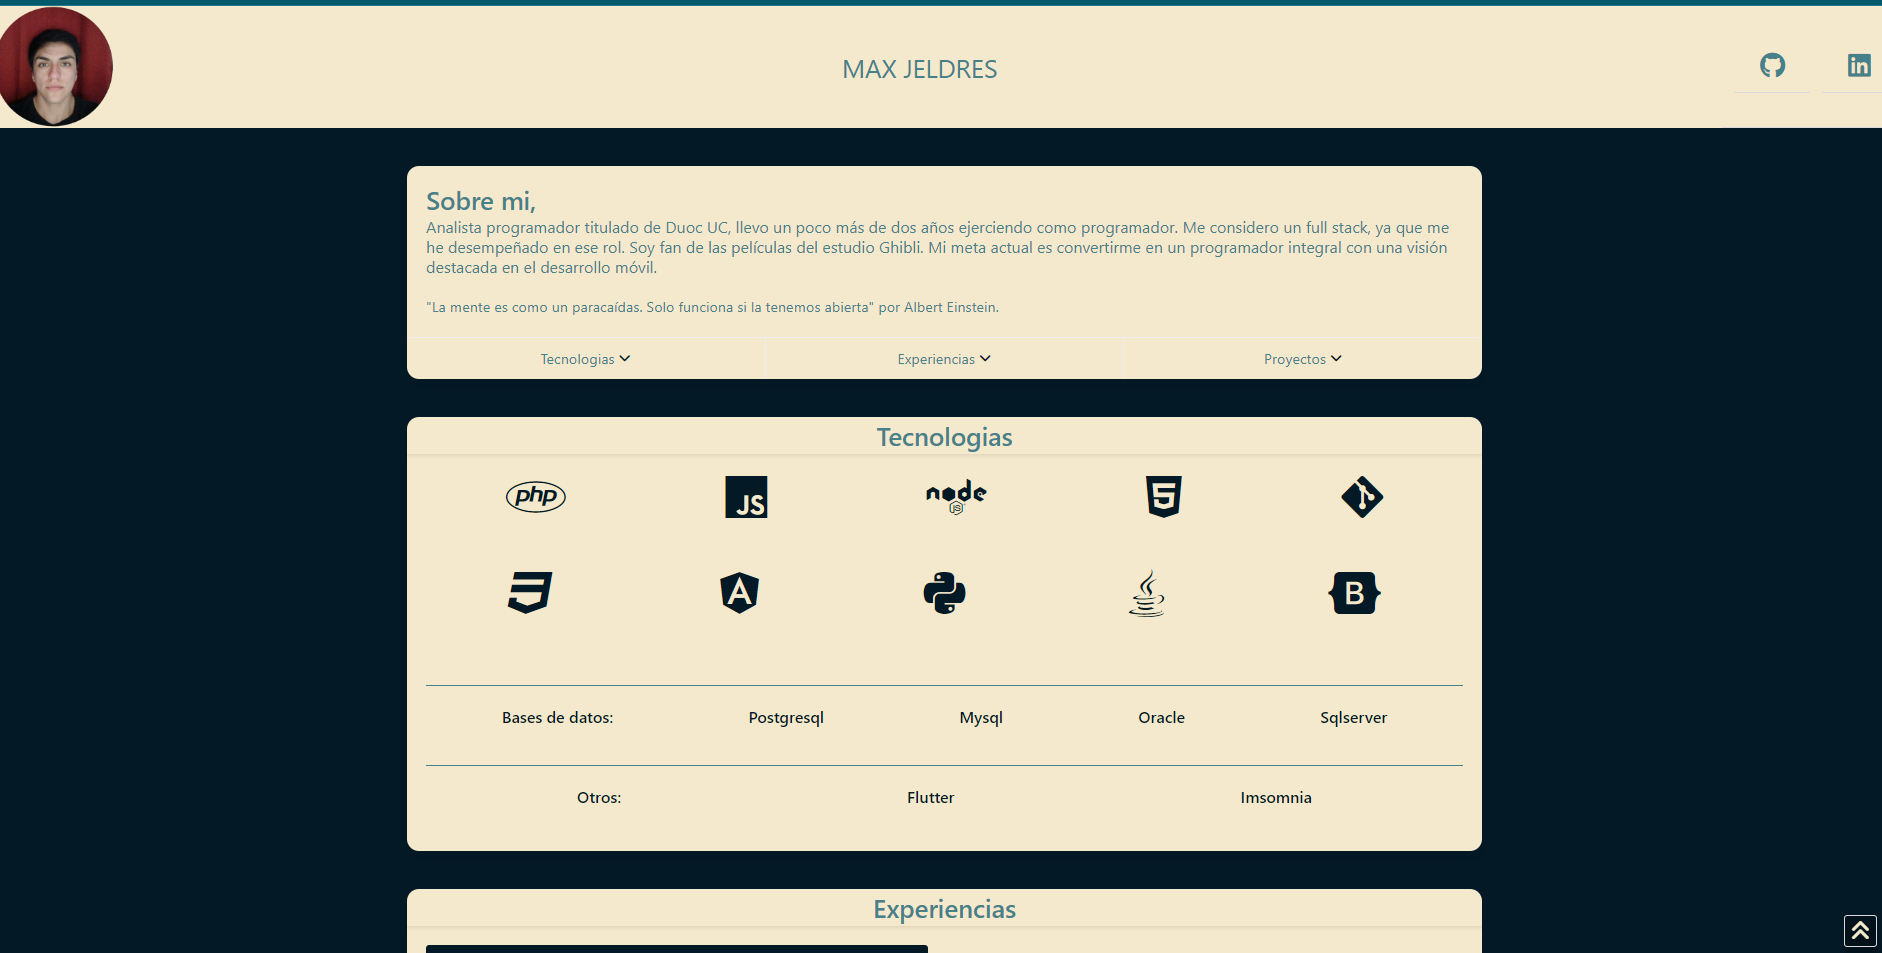 MAX JELDRES
in
Sobre mi,
Analista programador titulado de Duoc UC, llevo un poco más de dos años ejerciendo como programador. Me considero un full stack, ya que me
he desempeñado en ese rol. Soy fan de las películas del estudio Ghibli. Mi meta actual es convertirme en un programador integral con una visión
destacada en el desarrollo móvil.
"La mente es como un paracaídas. Solo funciona si la tenemos abierta" por Albert Einstein.
Tecnologias Experiencias Proyectos
Tecnologias
php JS node 5
js
A B
Bases de datos: Postgresql Mysql Oracle Sqlserver
Otros: Flutter Imsomnia
Experiencias